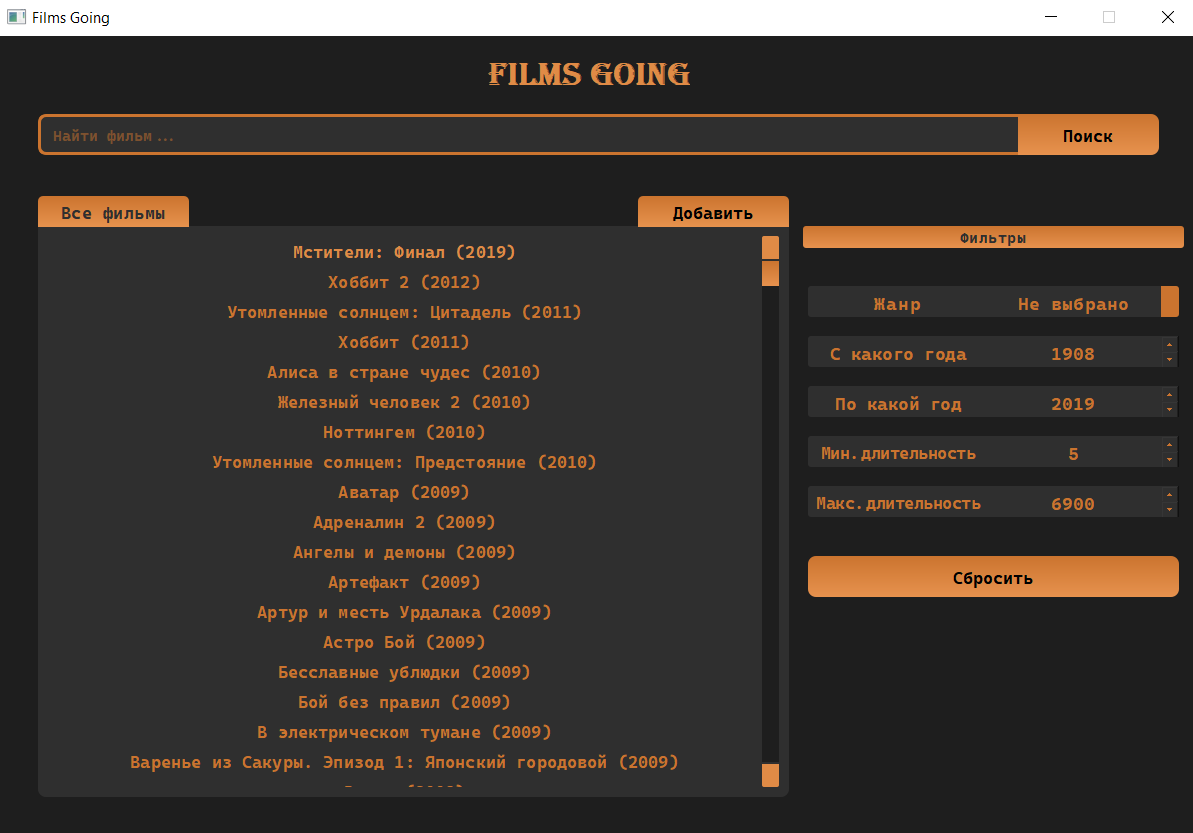 Films Going
FILMS GOING
Найти фильм ...
Поиск
Все фильмы
Добавить
Мстители: Финал (2019)
Хоббит 2 (2012)
Утомленные солнцем: Цитадель (2011)
Хоббит (2011)
Алиса в стране чудес (2010)
Железный человек 2 (2010)
Ноттингем (2010)
Утомленные солнцем: Предстояние (2010)
Аватар (2009)
Адреналин 2 (2009)
Ангелы и демоны (2009)
Артефакт (2009)
Артур и месть Урдалака (2009)
Астро Бой (2009)
Бесславные ублюдки (2009)
Бой без правил (2009)
В электрическом тумане (2009)
Варенье из Сакуры. Эпизод 1: Японский городовой (2009)
Фильтры
Жанр Не выбрано
С какого года 1908
По какой год 2019
Мин.длительность 5
Макс.длительность 6900
Сбросить